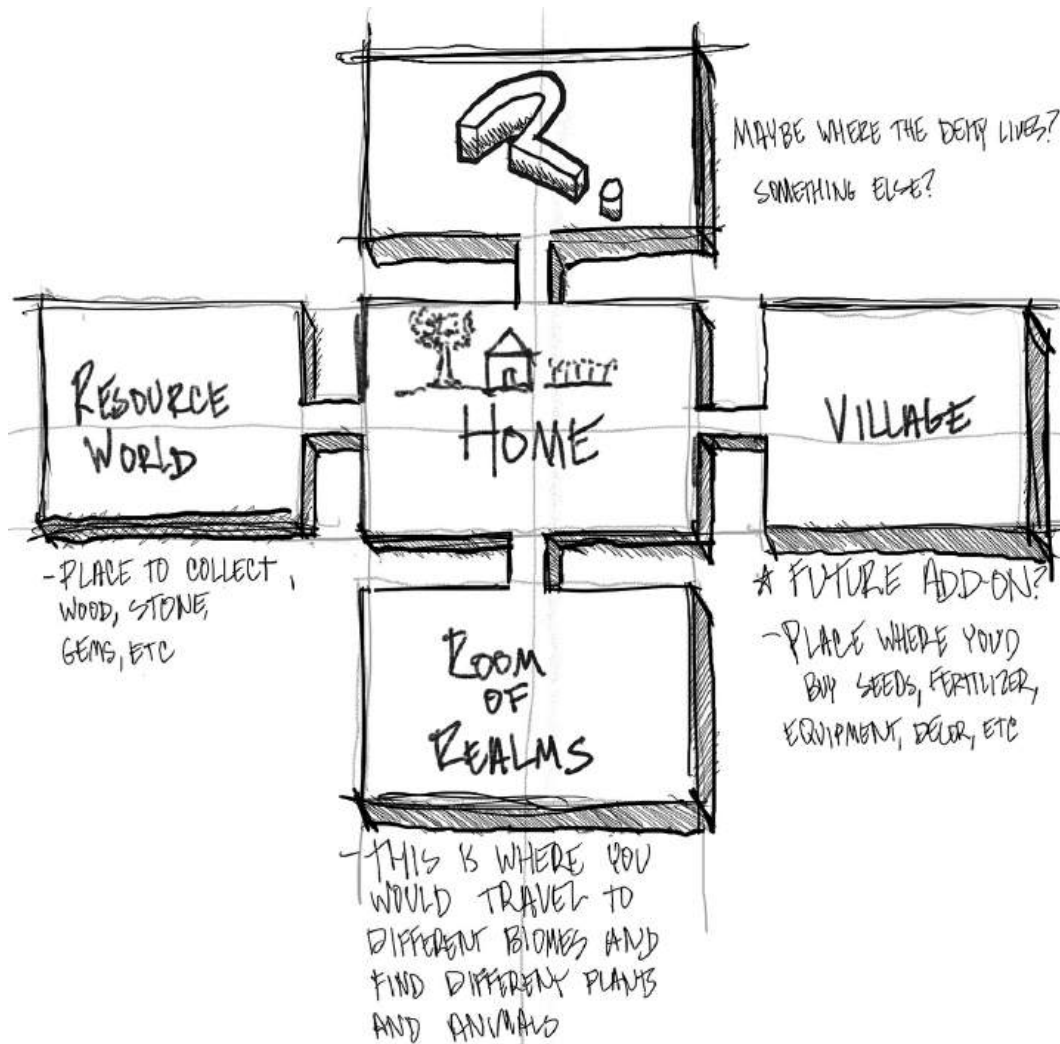 ?
MAYBE WHERE THE DEITY LIVES?
SOMETHING ELSE?
RESOURCE
WORLD
- PLACE TO COLLECT,
WOOD, STONE,
GEMS, ETC
HOME
VILLAGE
* FUTURE ADD-ON?
- PLACE WHERE YOU'D
BUY SEEDS, FERTILIZER,
EQUIPMENT, DECOR, ETC
ROOM
OF
REALMS
- THIS IS WHERE YOU
WOULD TRAVEL TO
DIFFERENT BIOMES AND
FIND DIFFERENT PLANTS
AND ANIMALS